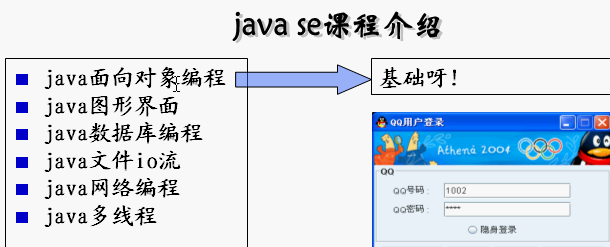 java se课程介绍
java面向对象编程
java图形界面
java数据库编程
java文件io流
java网络编程
java多线程
基础呀!
QQ用户登录
Athena 2004
QQ
QQ号码:
1002
QQ密码:
****
隐身登录